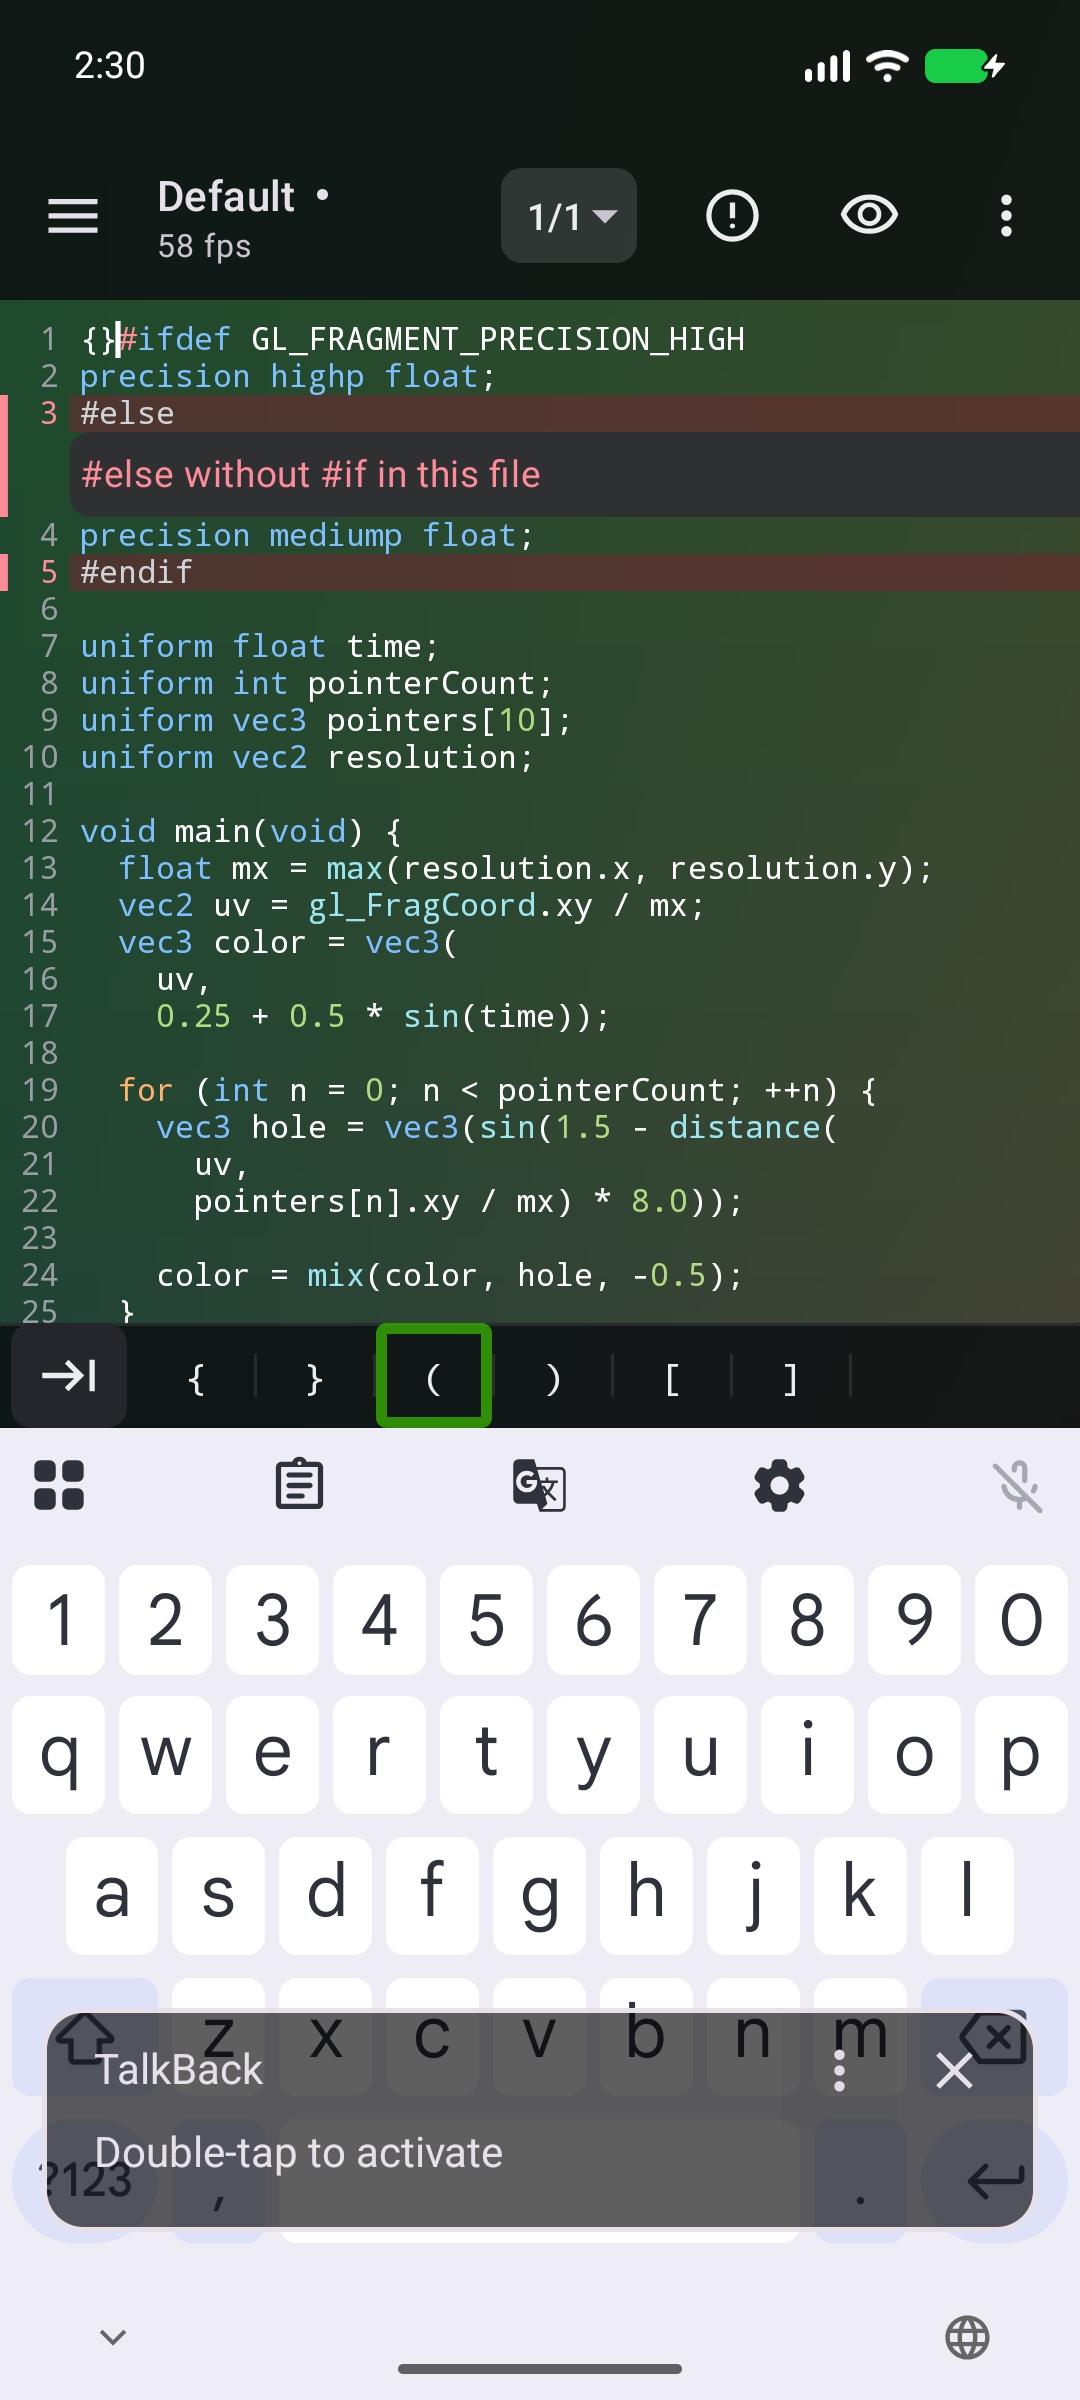 2:30
Default •
58 fps
1/1
1 {}#ifdef GL_FRAGMENT_PRECISION_HIGH
2 precision highp float;
3 #else
#else without #if in this file
4 precision mediump float;
5 #endif
6
7 uniform float time;
8 uniform int pointerCount;
9 uniform vec3 pointers[10];
10 uniform vec2 resolution;
11
12 void main(void) {
13   float mx = max(resolution.x, resolution.y);
14   vec2 uv = gl_FragCoord.xy / mx;
15   vec3 color = vec3(
16     uv,
17     0.25 + 0.5 * sin(time));
18
19   for (int n = 0; n < pointerCount; ++n) {
20     vec3 hole = vec3(sin(1.5 - distance(
21       uv,
22       pointers[n].xy / mx) * 8.0));
23
24     color = mix(color, hole, -0.5);
25   }
{ } ( ) [ ]
1 2 3 4 5 6 7 8 9 0
q w e r t y u i o p
a s d f g h j k l
z x c v b n m
TalkBack
Double-tap to activate
?123 , .